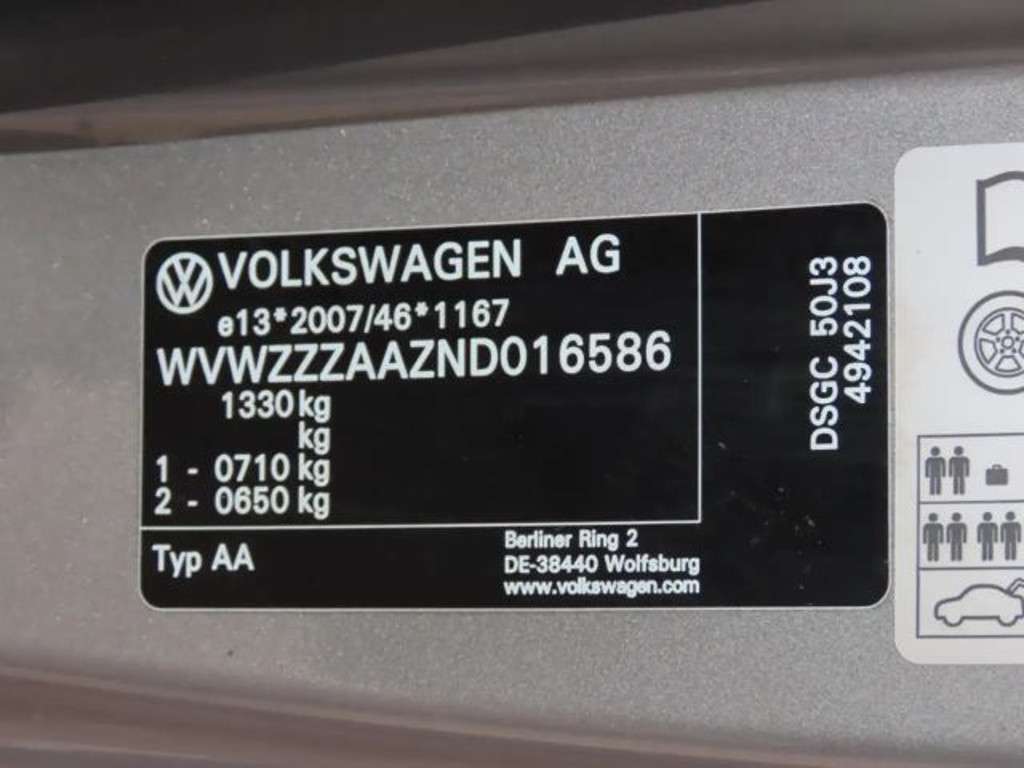 VOLKSWAGEN AG
e13*2007/46*1167
WVWZZZAAZND016586
1330 kg
kg
1 - 0710 kg
2 - 0650 kg
Typ AA
Berliner Ring 2
DE-38440 Wolfsburg
www.volkswagen.com
DSGC 50J3
4942108